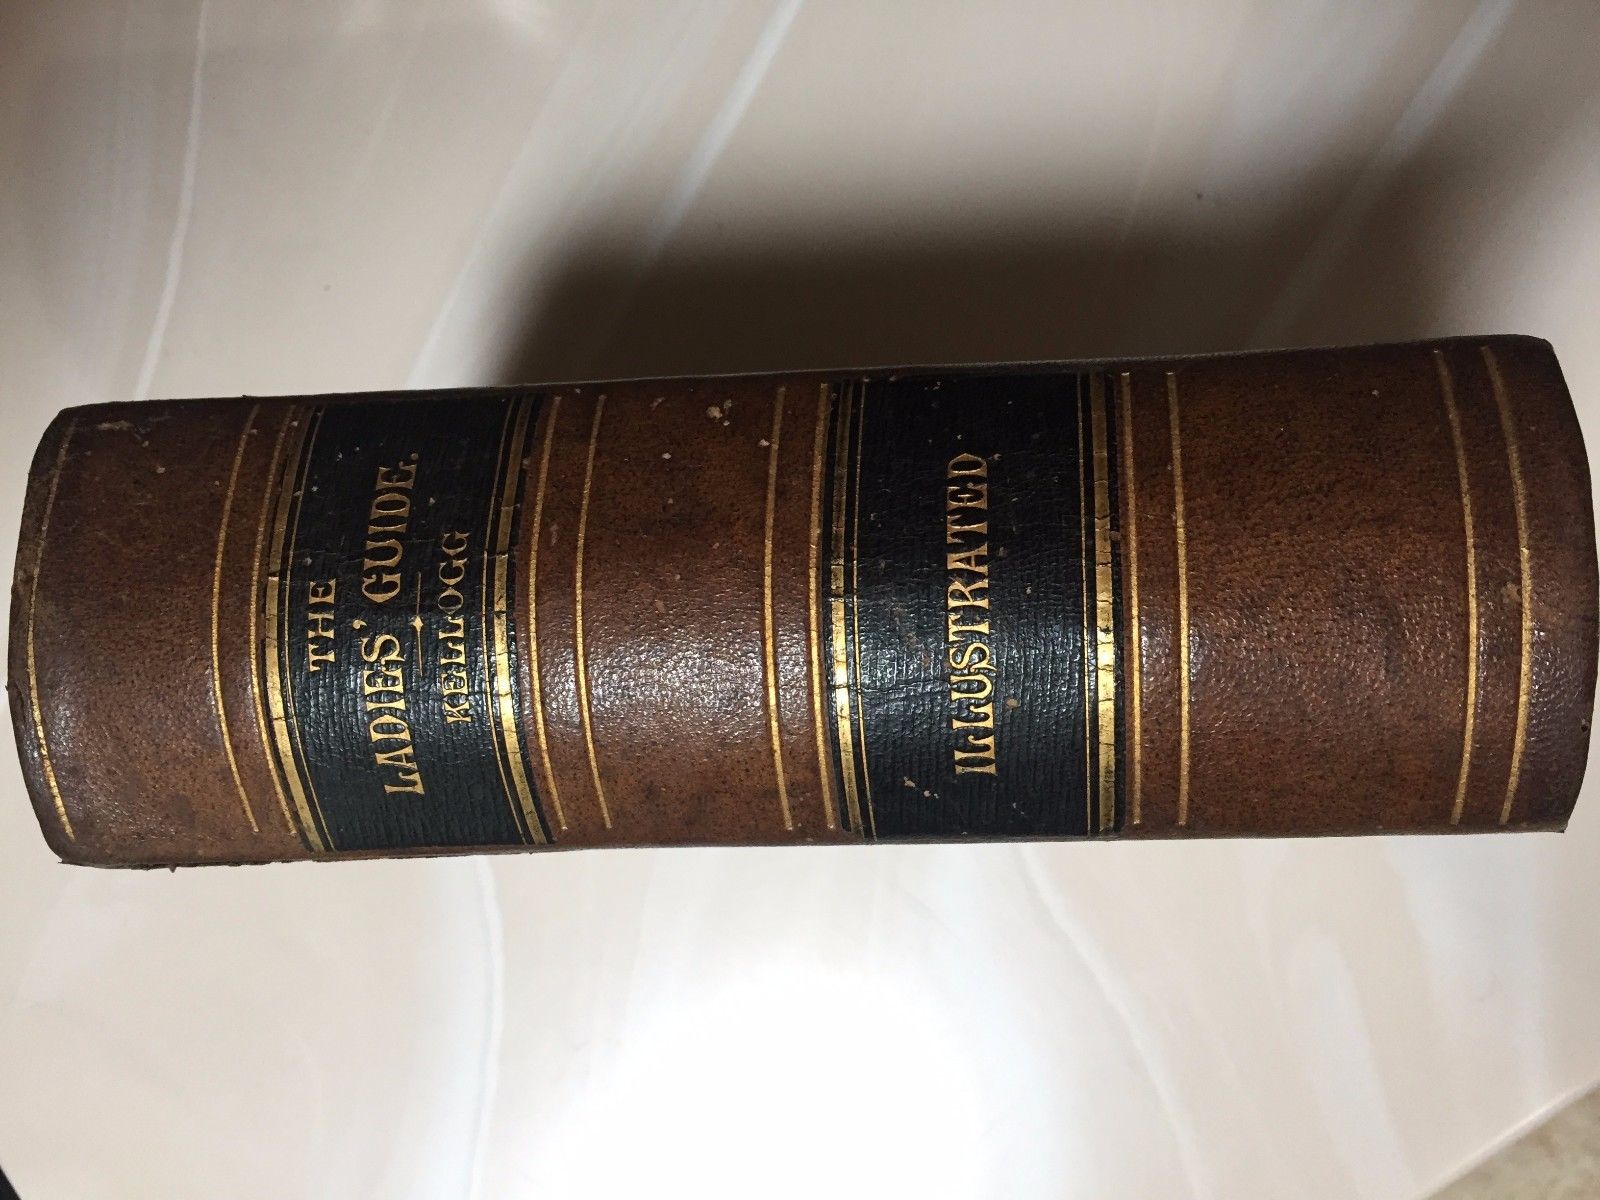 THE
LADIES' GUIDE.
KELLOGG
ILLUSTRATED